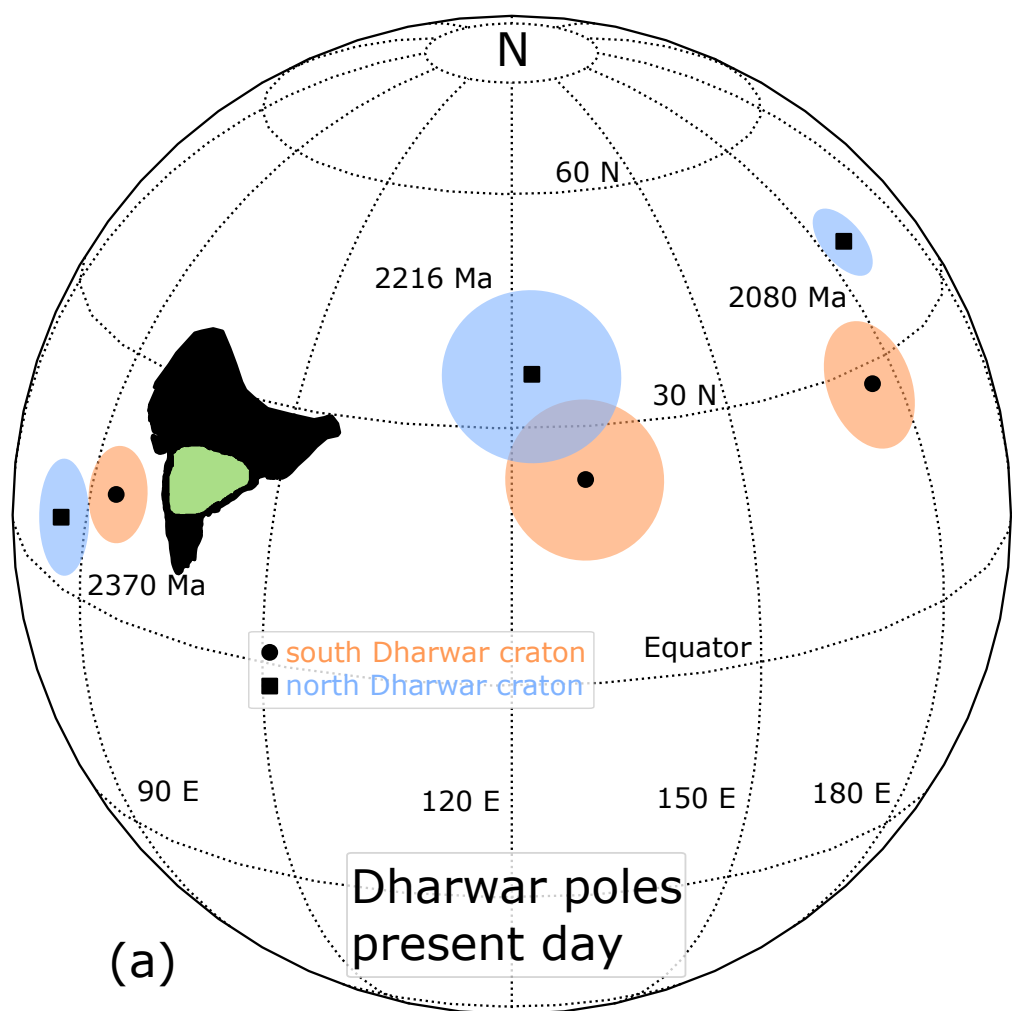 N
60 N
2216 Ma
2080 Ma
30 N
2370 Ma
Equator
south Dharwar craton
north Dharwar craton
90 E
120 E
150 E
180 E
Dharwar poles
present day
(a)